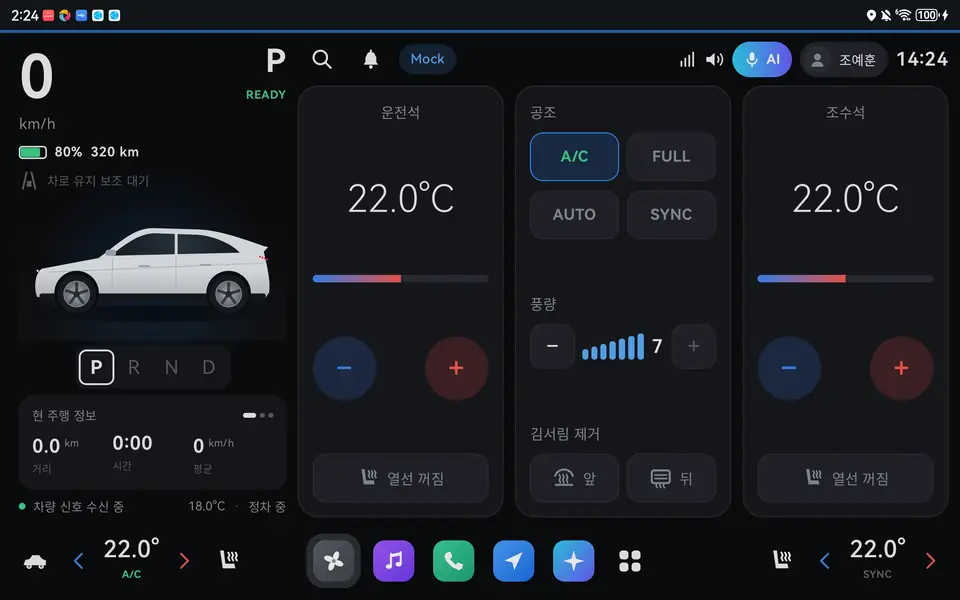 2:24
100
0
P
READY
km/h
80% 320 km
차로 유지 보조 대기
P R N D
현 주행 정보
0.0 km 0:00 0 km/h
거리 시간 평균
차량 신호 수신 중 18.0°C · 정차 중
Mock
AI
조예훈
14:24
운전석
22.0°C
−
+
열선 꺼짐
공조
A/C FULL
AUTO SYNC
풍량
− 7 +
김서림 제거
앞 뒤
조수석
22.0°C
−
+
열선 꺼짐
22.0°
A/C
22.0°
SYNC